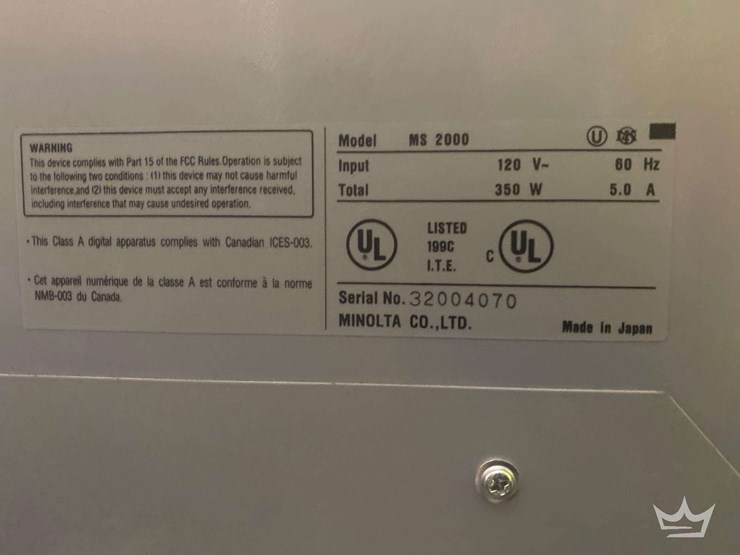 WARNING
This device complies with Part 15 of the FCC Rules.Operation is subject
to the following two conditions : (1) this device may not cause harmful
interference,and (2) this device must accept any interference received,
including interference that may cause undesired operation.
• This Class A digital apparatus complies with Canadian ICES-003.
• Cet appareil numérique de la classe A est conforme à la norme
NMB-003 du Canada.
Model MS 2000 U
Input 120 V~ 60 Hz
Total 350 W 5.0 A
UL LISTED
199C
I.T.E.
C UL
Serial No. 32004070
MINOLTA CO.,LTD. Made in Japan